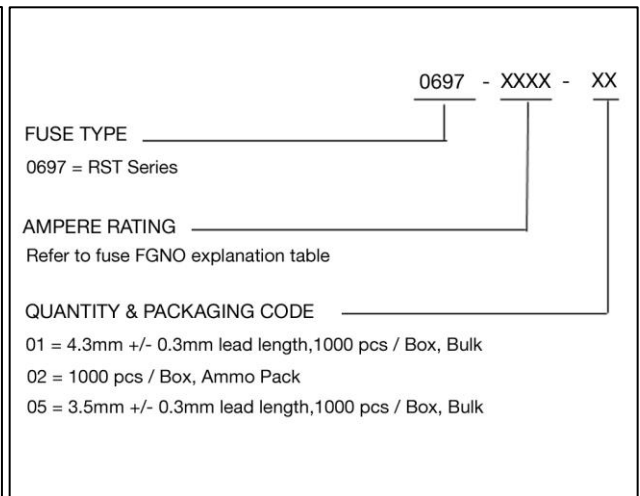 0697 - XXXX - XX
FUSE TYPE
0697 = RST Series
AMPERE RATING
Refer to fuse FGNO explanation table
QUANTITY & PACKAGING CODE
01 = 4.3mm +/- 0.3mm lead length,1000 pcs / Box, Bulk
02 = 1000 pcs / Box, Ammo Pack
05 = 3.5mm +/- 0.3mm lead length,1000 pcs / Box, Bulk